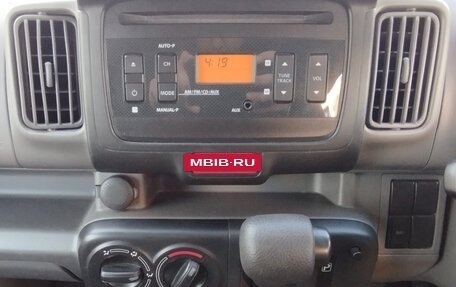 AUTO-P
CH
4:19
TUNE
TRACK
VOL
MODE
AM/FM/CD/AUX
MANUAL-P
AUX
MBIB-RU